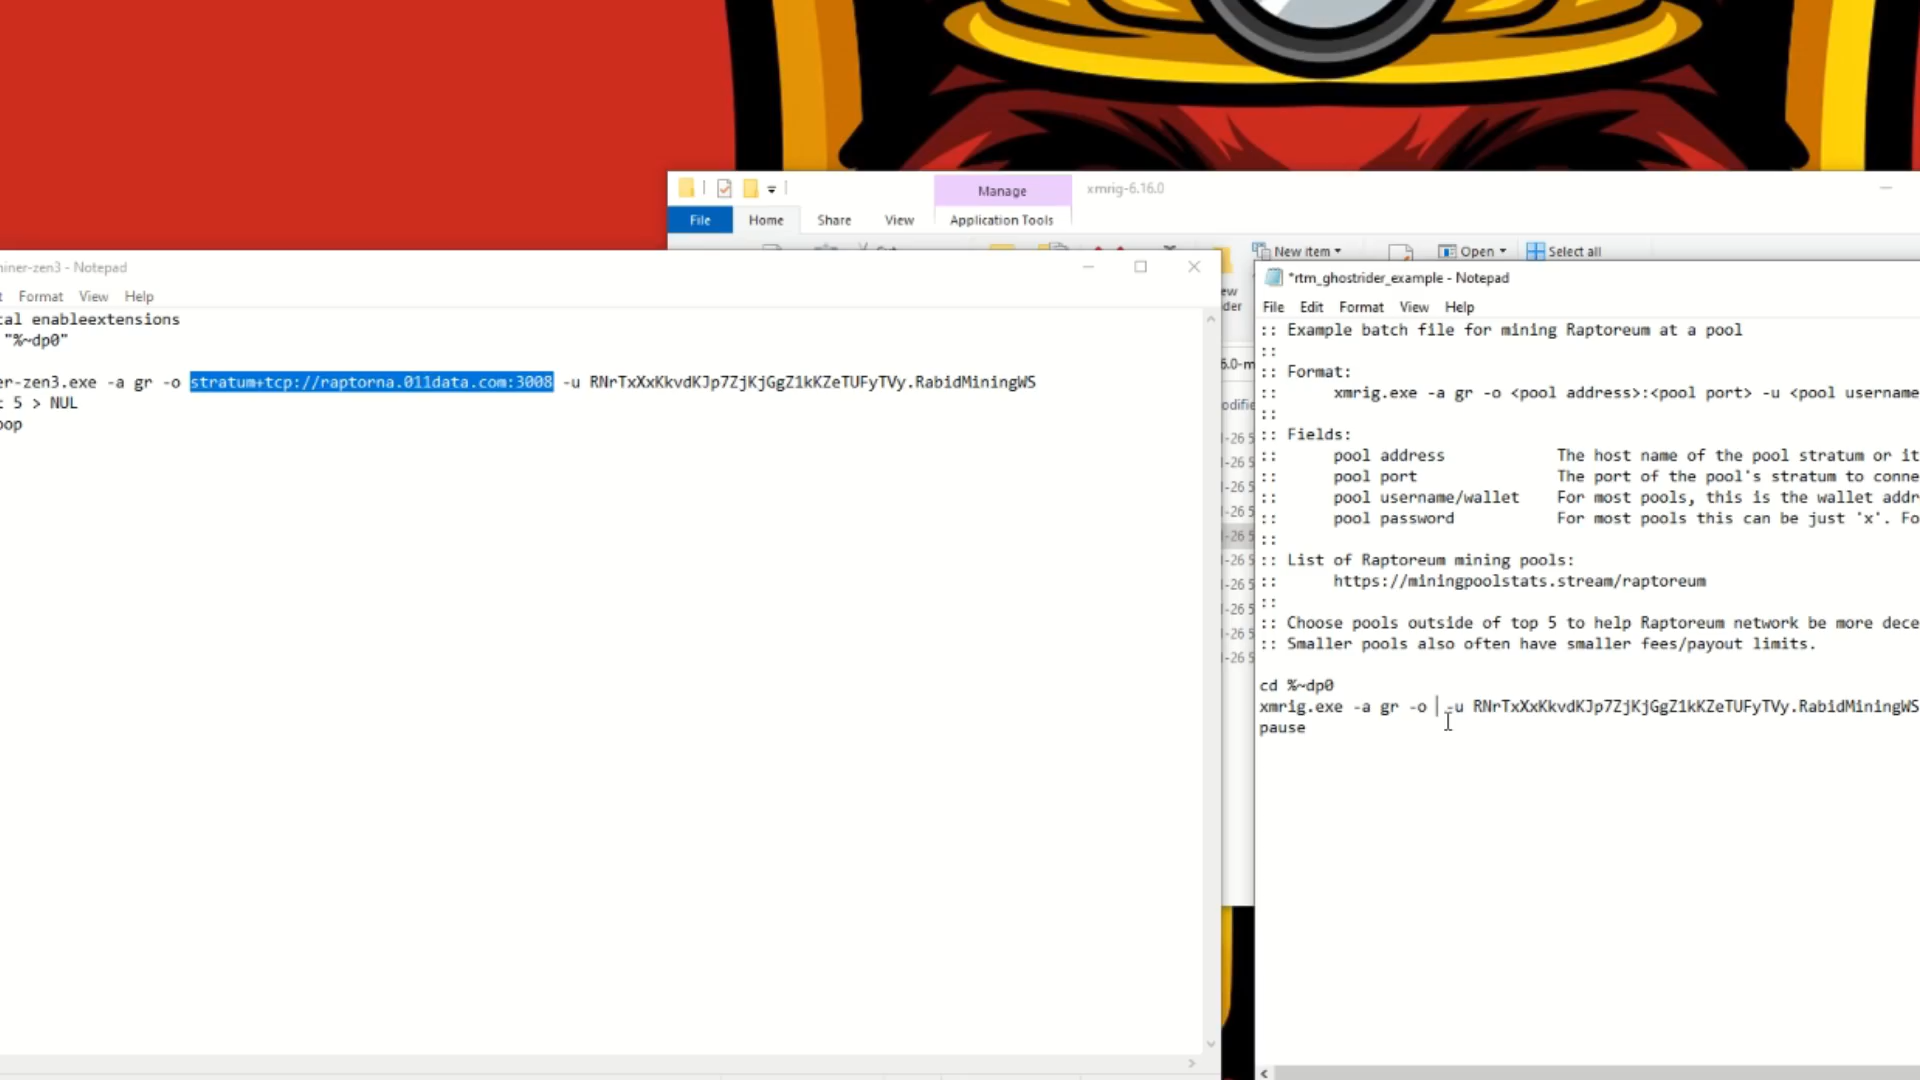 Manage
xmrig-6.16.0
File Home Share View Application Tools
New item
Open
Select all
iner-zen3 - Notepad
Format View Help
cal enableextensions
"%~dp0"
er-zen3.exe -a gr -o stratum+tcp://raptorna.011data.com:3008 -u RNrTxXxKkvdKJp7ZjKjGgZ1kKZeTUFyTVy.RabidMiningWS
t 5 > NUL
oop
*rtm_ghostrider_example - Notepad
File Edit Format View Help
:: Example batch file for mining Raptoreum at a pool
::
:: Format:
:: xmrig.exe -a gr -o <pool address>:<pool port> -u <pool username
::
:: Fields:
:: pool address The host name of the pool stratum or it
:: pool port The port of the pool's stratum to conne
:: pool username/wallet For most pools, this is the wallet addr
:: pool password For most pools this can be just 'x'. Fo
::
:: List of Raptoreum mining pools:
:: https://miningpoolstats.stream/raptoreum
::
:: Choose pools outside of top 5 to help Raptoreum network be more dece
:: Smaller pools also often have smaller fees/payout limits.
cd %~dp0
xmrig.exe -a gr -o -u RNrTxXxKkvdKJp7ZjKjGgZ1kKZeTUFyTVy.RabidMiningWS
pause